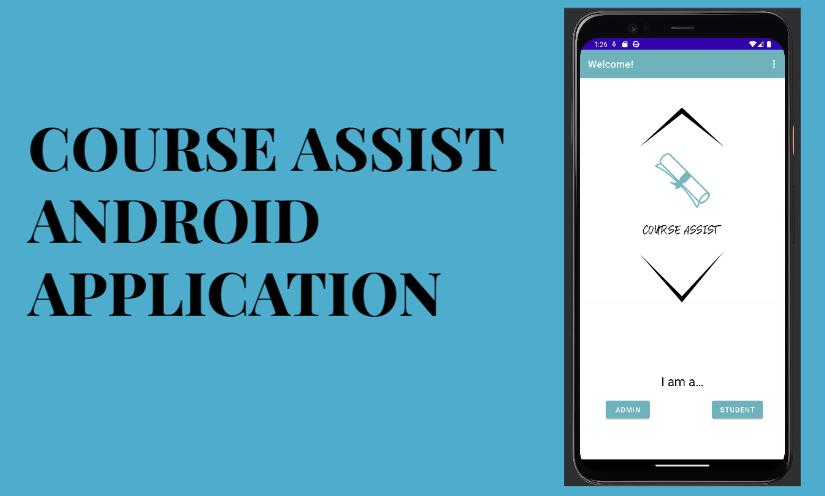 COURSE ASSIST
ANDROID
APPLICATION
1:26
Welcome!
COURSE ASSIST
I am a...
ADMIN
STUDENT